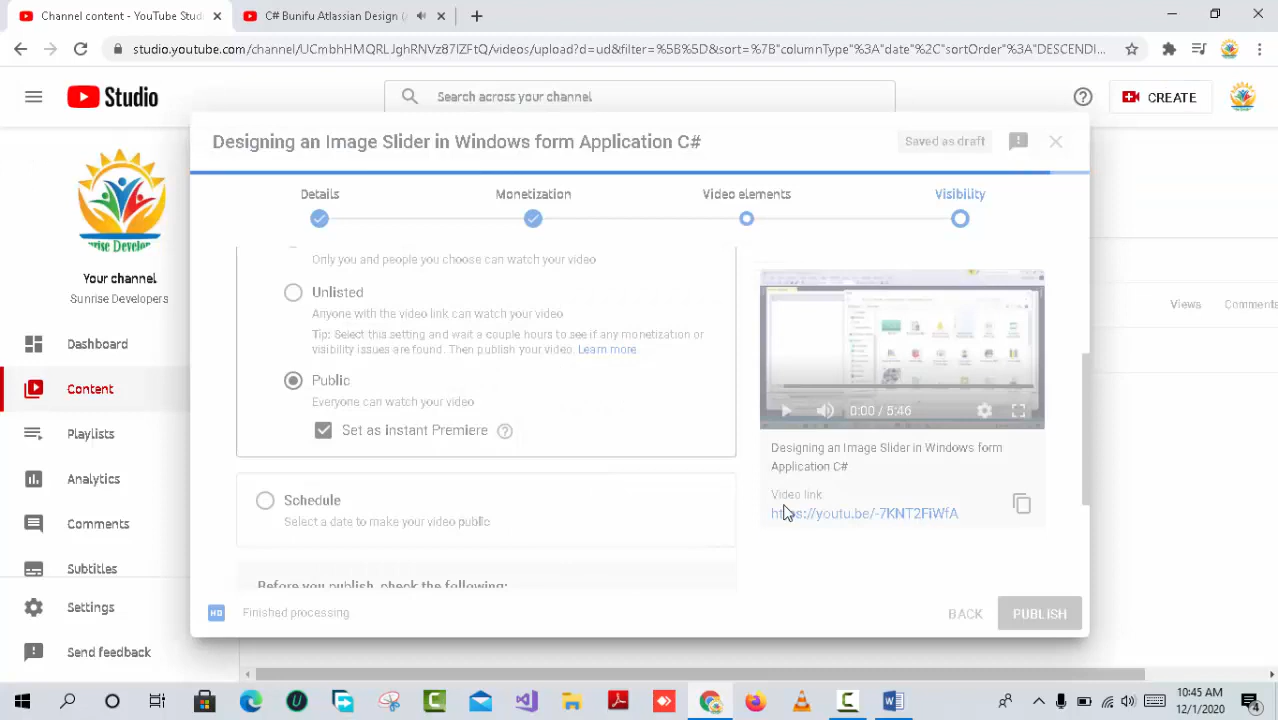 Channel content - YouTube Studio
C# Bunifu Amazing Design (
studio.youtube.com/channel/UCmbhHMQRLJghRNVz87IZFtQ/videos/upload?d=ud&filter=%5B%5D&sort=%7B"columnType"%3A"date"%2C"sortOrder"%3A"DESCENDI...
Studio
Search across your channel
CREATE
Designing an Image Slider in Windows form Application C#
Saved as draft
Details
Monetization
Video elements
Visibility
Only you and people you choose can watch your video
Unlisted
Anyone with the video link can watch your video
Tip: Select this setting and wait a couple hours to see if any monetization or
visibility issues are found. Then publish your video. Learn more
Public
Everyone can watch your video
Set as instant Premiere
Schedule
Select a date to make your video public
Before you publish, check the following:
0:00 / 5:46
Designing an Image Slider in Windows form
Application C#
Video link
https://youtu.be/-7KNT2FiWfA
HD
Finished processing
BACK
PUBLISH
Your channel
Sunrise Developers
Dashboard
Content
Playlists
Analytics
Comments
Subtitles
Settings
Send feedback
Views
Comments
10:45 AM
12/1/2020
4